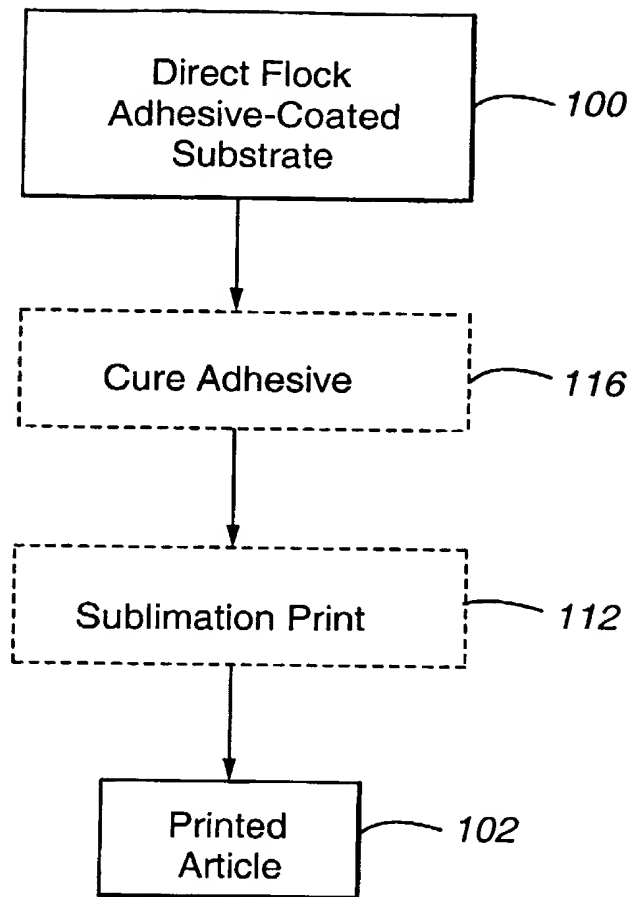 Direct Flock
Adhesive-Coated
Substrate
100
Cure Adhesive
116
Sublimation Print
112
Printed
Article
102